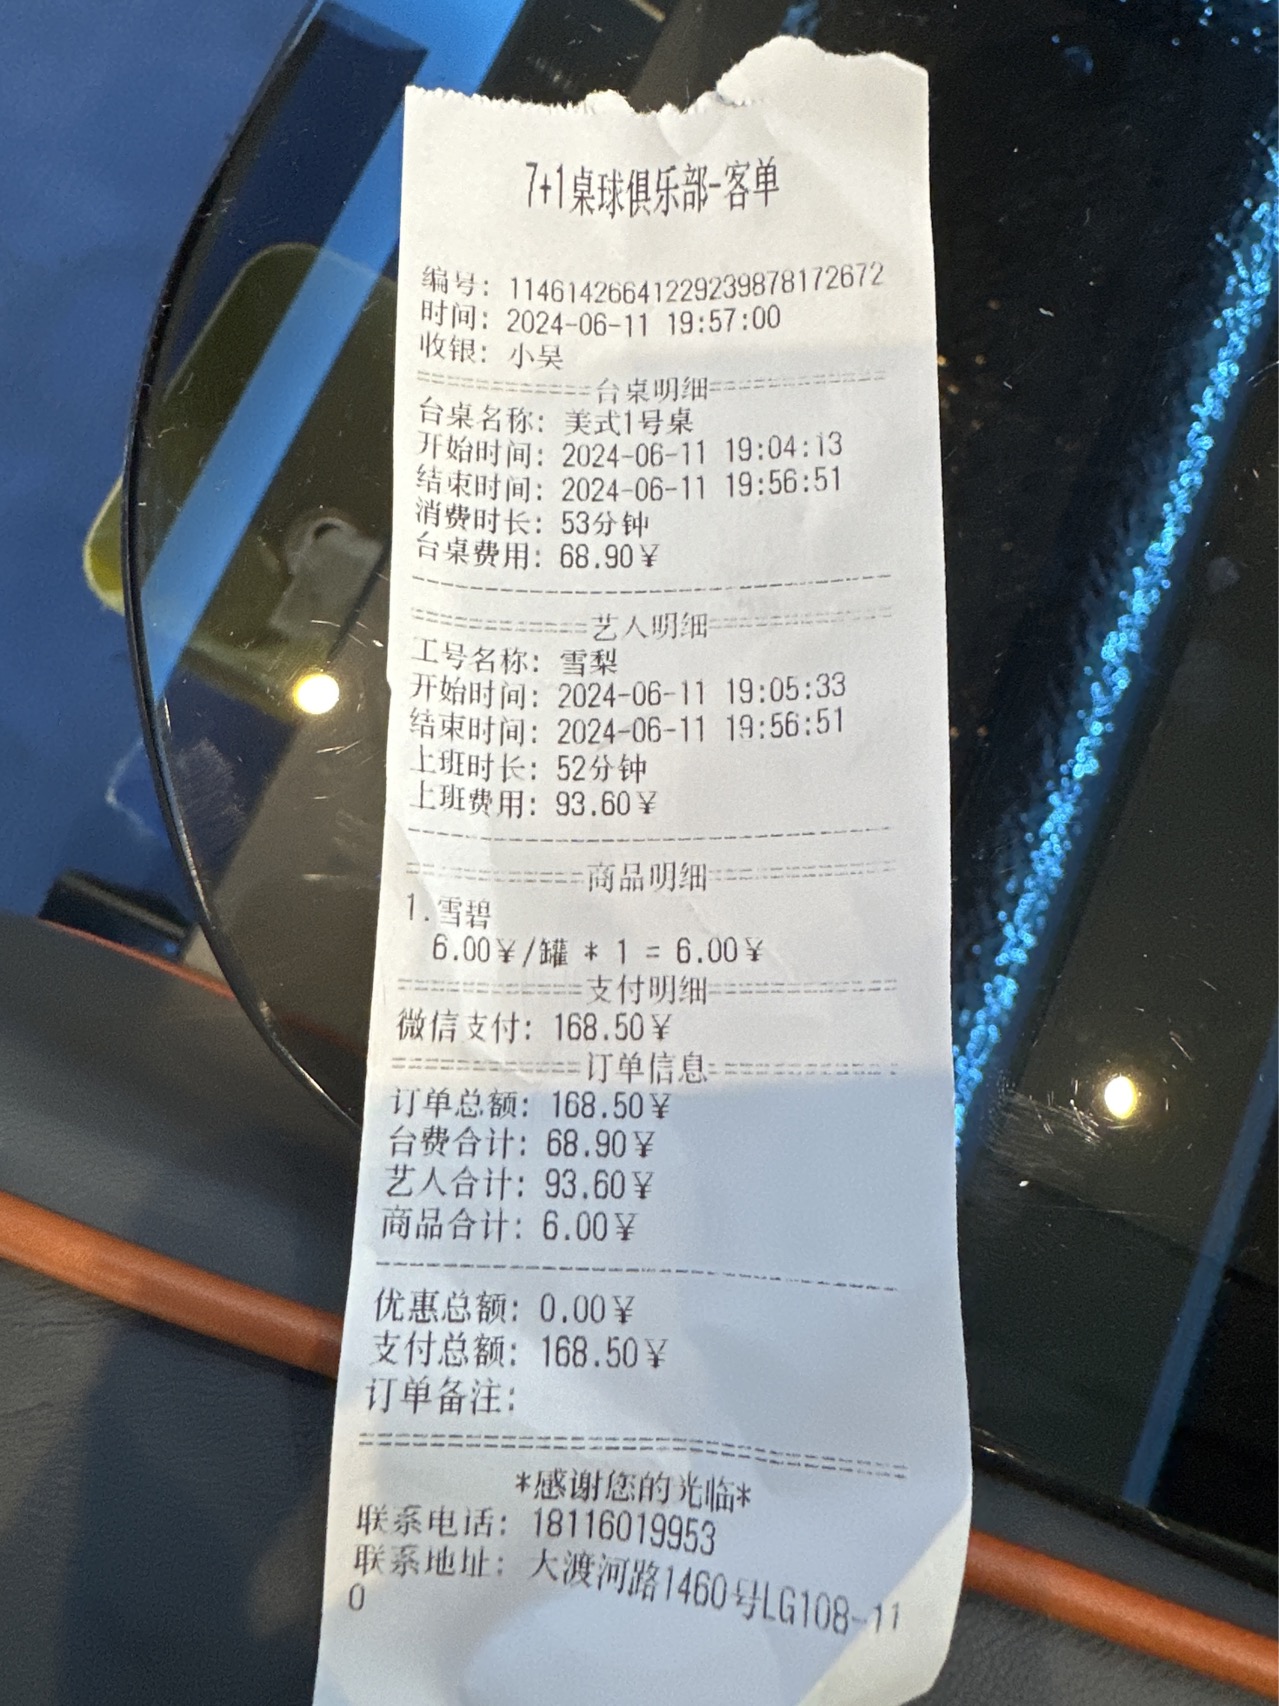 7+1桌球俱乐部-客单
编号: 1146142664122923987817 2672
时间: 2024-06-11 19:57:00
收银: 小吴
==========台桌明细==========
台桌名称: 美式1号桌
开始时间: 2024-06-11 19:04:13
结束时间: 2024-06-11 19:56:51
消费时长: 53分钟
台桌费用: 68.90¥
--------------------------------
==========艺人明细==========
工号名称: 雪梨
开始时间: 2024-06-11 19:05:33
结束时间: 2024-06-11 19:56:51
上班时长: 52分钟
上班费用: 93.60¥
--------------------------------
==========商品明细==========
1.雪碧
6.00¥/罐 * 1 = 6.00¥
==========支付明细==========
微信支付: 168.50¥
==========订单信息==========
订单总额: 168.50¥
台费合计: 68.90¥
艺人合计: 93.60¥
商品合计: 6.00¥
--------------------------------
优惠总额: 0.00¥
支付总额: 168.50¥
订单备注:
================================
*感谢您的光临*
联系电话: 18116019953
联系地址: 大渡河路1460号LG108-11
0